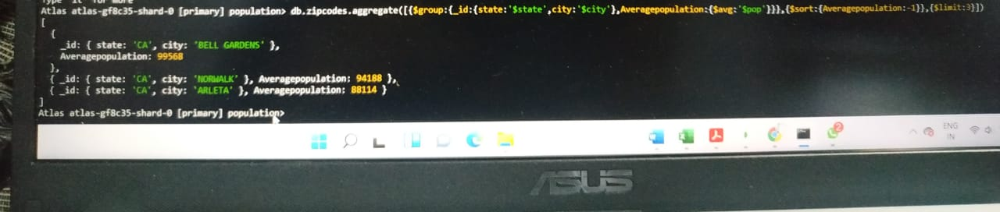 Type "it" for more
Atlas atlas-gf8c35-shard-0 [primary] population> db.zipcodes.aggregate([{$group:{_id:{state:'$state',city:'$city'},Averagepopulation:{$avg:'$pop'}}},{$sort:{Averagepopulation:-1}},{$limit:3}])
[
{
_id: { state: 'CA', city: 'BELL GARDENS' },
Averagepopulation: 99568
},
{ _id: { state: 'CA', city: 'NORWALK' }, Averagepopulation: 94188 },
{ _id: { state: 'CA', city: 'ARLETA' }, Averagepopulation: 88114 }
]
Atlas atlas-gf8c35-shard-0 [primary] population>
2
ENG
IN
ASUS